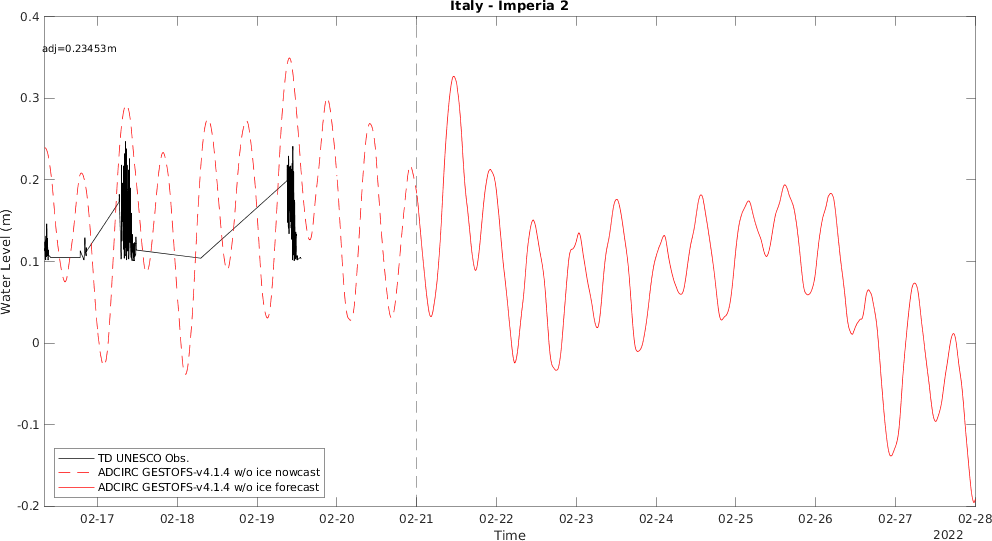 Italy - Imperia 2
adj=0.23453m
0.4
0.3
0.2
0.1
0
-0.1
-0.2
Water Level (m)
TD UNESCO Obs.
ADCIRC GESTOFS-v4.1.4 w/o ice nowcast
ADCIRC GESTOFS-v4.1.4 w/o ice forecast
02-17 02-18 02-19 02-20 02-21 02-22 02-23 02-24 02-25 02-26 02-27 02-28
Time
2022